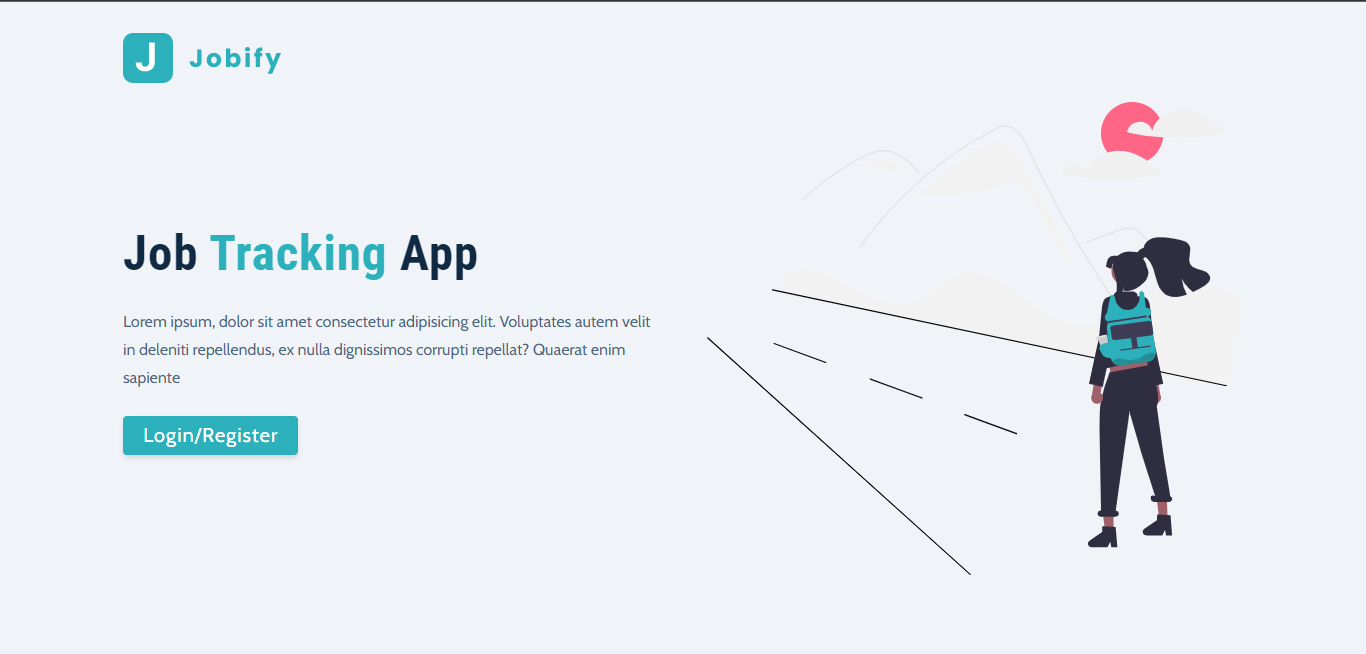 J Jobify
Job Tracking App
Lorem ipsum, dolor sit amet consectetur adipisicing elit. Voluptates autem velit
in deleniti repellendus, ex nulla dignissimos corrupti repellat? Quaerat enim
sapiente
Login/Register